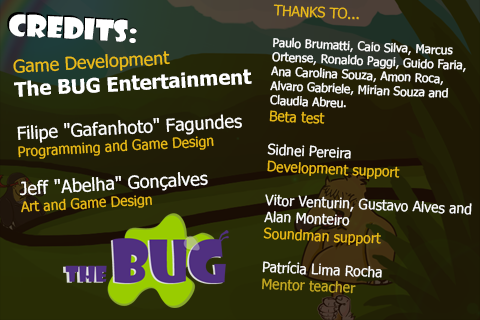 CREDITS:
Game Development
The BUG Entertainment
Filipe "Gafanhoto" Fagundes
Programming and Game Design
Jeff "Abelha" Gonçalves
Art and Game Design
THE BUG
THANKS TO...
Paulo Brumatti, Caio Silva, Marcus
Ortense, Ronaldo Paggi, Guido Faria,
Ana Carolina Souza, Amon Roca,
Alvaro Gabriele, Mirian Souza and
Claudia Abreu.
Beta test
Sidnei Pereira
Development support
Vitor Venturin, Gustavo Alves and
Alan Monteiro
Soundman support
Patrícia Lima Rocha
Mentor teacher